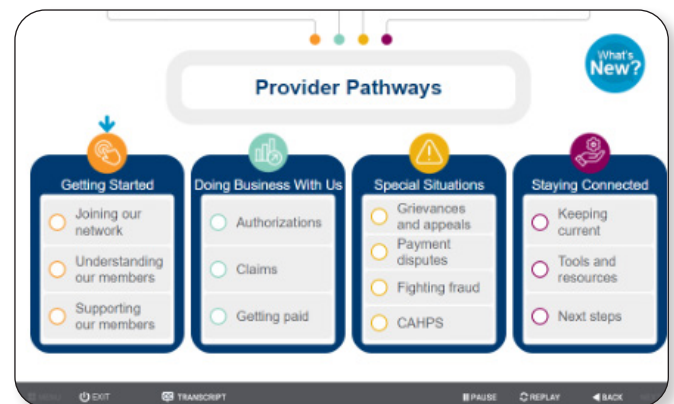 What's
New?
Provider Pathways
Getting Started
Joining our
network
Understanding
our members
Supporting
our members
Doing Business With Us
Authorizations
Claims
Getting paid
Special Situations
Grievances
and appeals
Payment
disputes
Fighting fraud
CAHPS
Staying Connected
Keeping
current
Tools and
resources
Next steps
MENU
EXIT
CC TRANSCRIPT
PAUSE
REPLAY
BACK